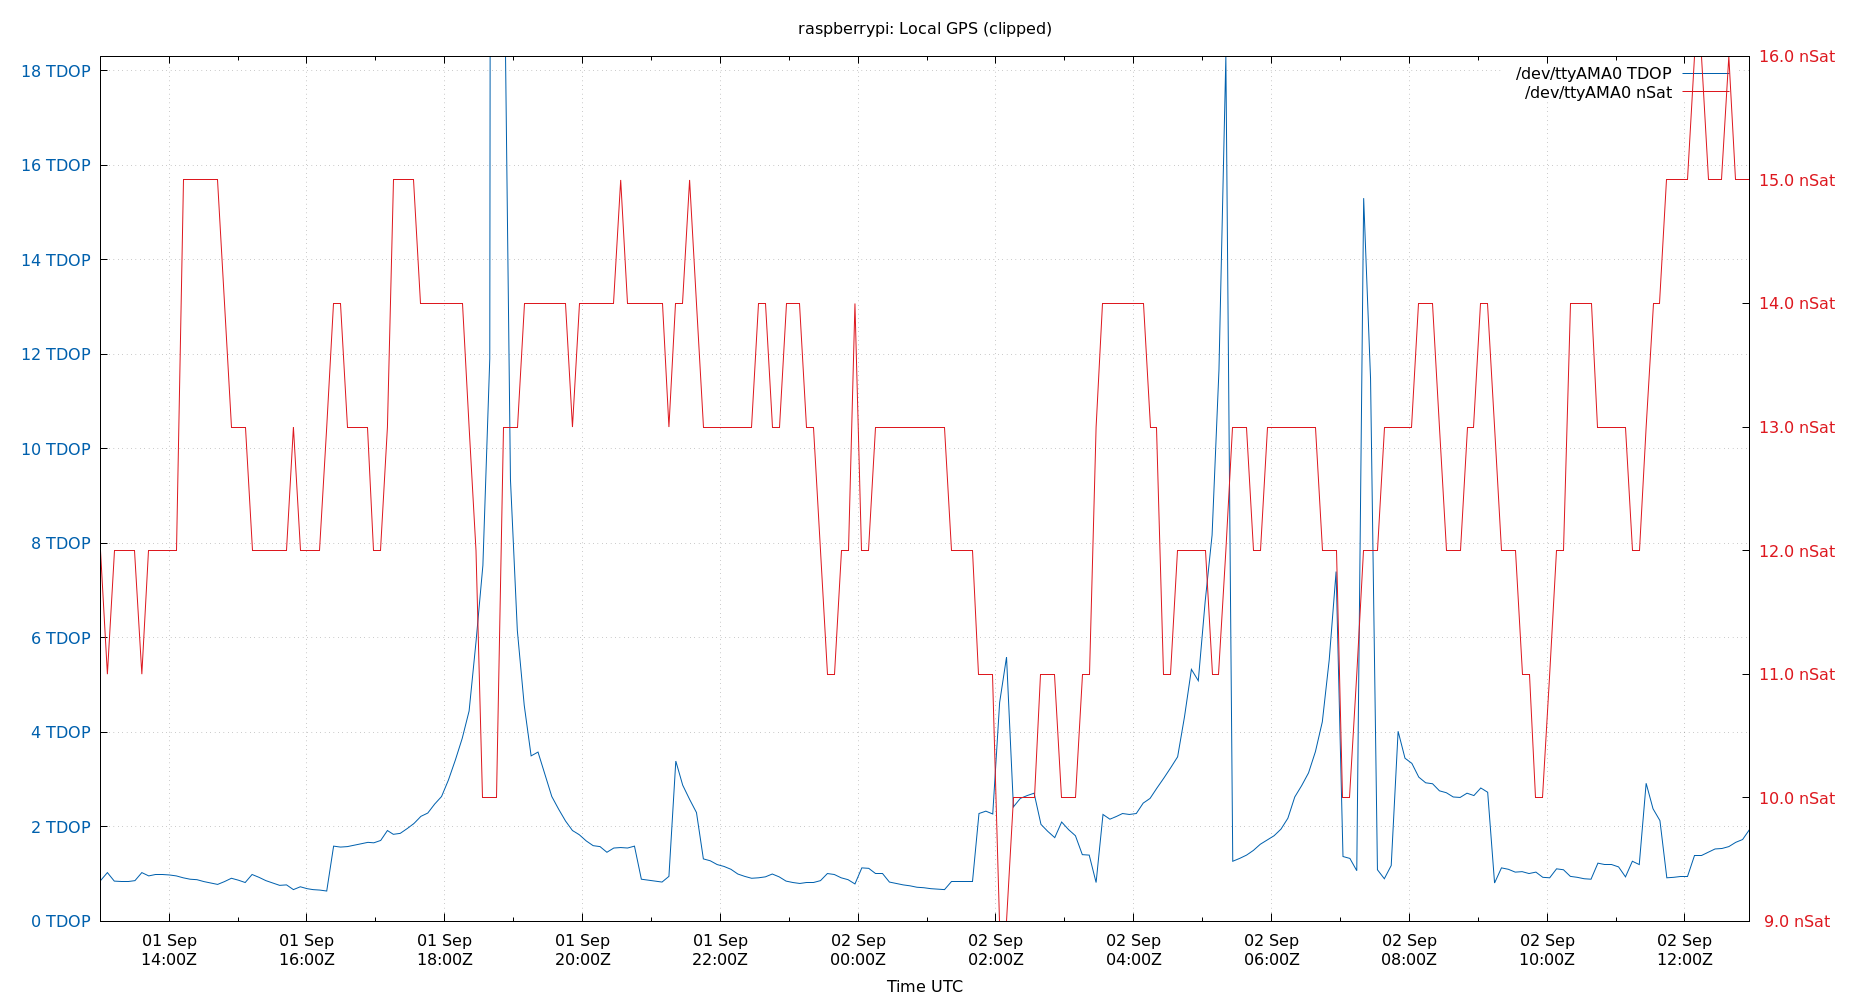 raspberrypi: Local GPS (clipped)
/dev/ttyAMA0 TDOP
/dev/ttyAMA0 nSat
18 TDOP
16 TDOP
14 TDOP
12 TDOP
10 TDOP
8 TDOP
6 TDOP
4 TDOP
2 TDOP
0 TDOP
16.0 nSat
15.0 nSat
14.0 nSat
13.0 nSat
12.0 nSat
11.0 nSat
10.0 nSat
9.0 nSat
01 Sep
14:00Z
01 Sep
16:00Z
01 Sep
18:00Z
01 Sep
20:00Z
01 Sep
22:00Z
02 Sep
00:00Z
02 Sep
02:00Z
02 Sep
04:00Z
02 Sep
06:00Z
02 Sep
08:00Z
02 Sep
10:00Z
02 Sep
12:00Z
Time UTC